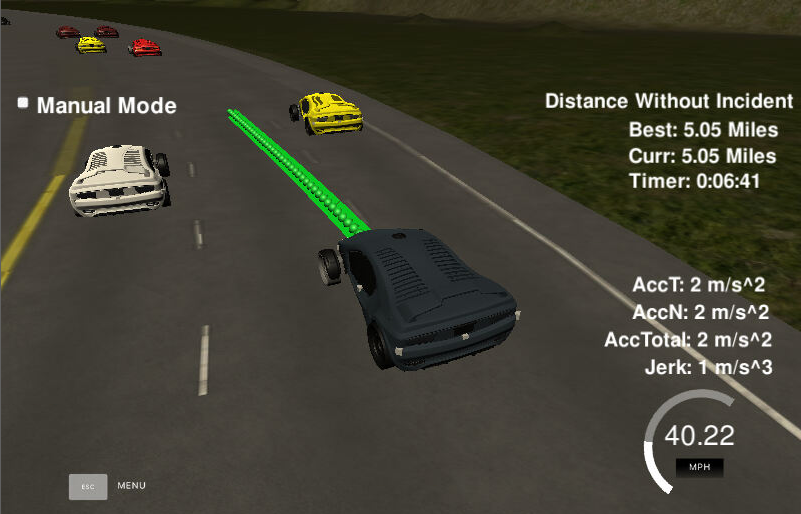 Manual Mode
Distance Without Incident
Best: 5.05 Miles
Curr: 5.05 Miles
Timer: 0:06:41
AccT: 2 m/s^2
AccN: 2 m/s^2
AccTotal: 2 m/s^2
Jerk: 1 m/s^3
40.22
MPH
ESC MENU